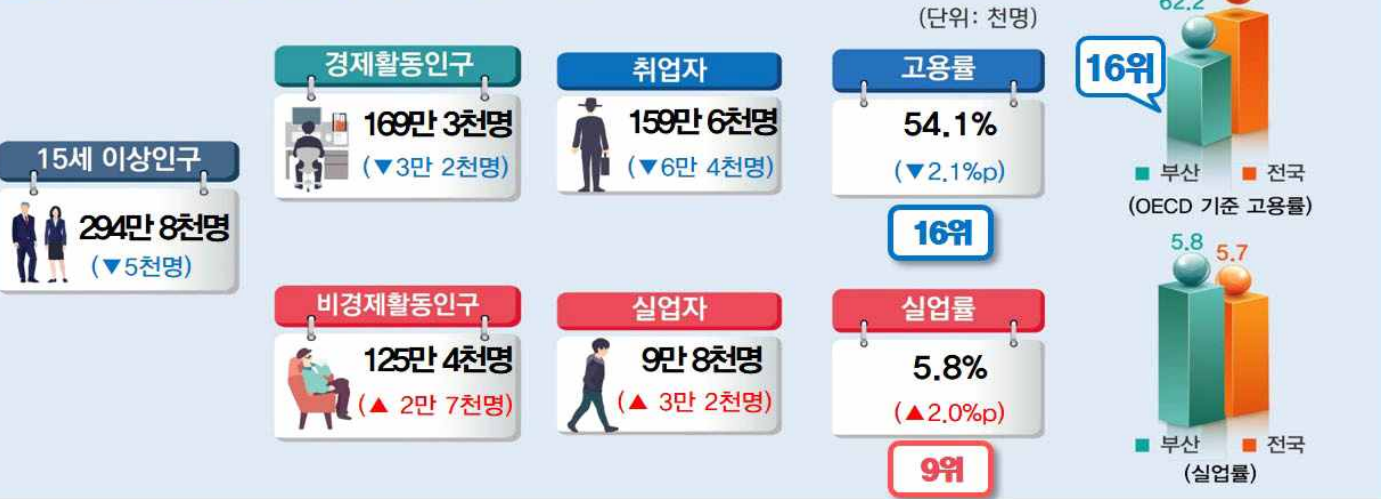 (단위: 천명)
15세 이상인구
294만 8천명
(▼5천명)
경제활동인구
169만 3천명
(▼3만 2천명)
취업자
159만 6천명
(▼6만 4천명)
고용률
54.1%
(▼2.1%p)
16위
비경제활동인구
125만 4천명
(▲ 2만 7천명)
실업자
9만 8천명
(▲ 3만 2천명)
실업률
5.8%
(▲2.0%p)
9위
62.2
16위
■ 부산 ■ 전국
(OECD 기준 고용률)
5.8 5.7
■ 부산 ■ 전국
(실업률)